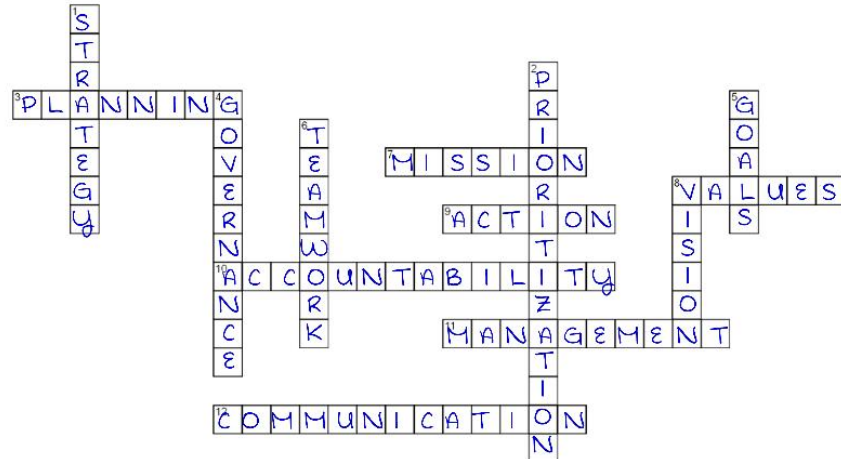 1 STRATEGY
2 PRIORITIZATION
3 PLANNING
4 GOVERNANCE
5 GOALS
6 TEAMWORK
7 MISSION
8 VALUES
VISION
9 ACTION
10 ACCOUNTABILITY
11 MANAGEMENT
12 COMMUNICATION